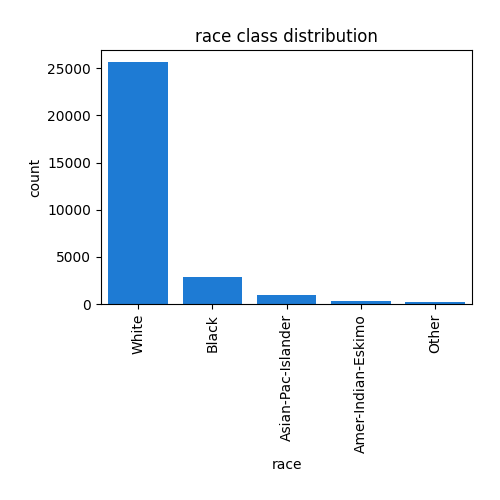 race class distribution
25000
20000
15000
10000
5000
0
count
White
Black
Asian-Pac-Islander
Amer-Indian-Eskimo
Other
race